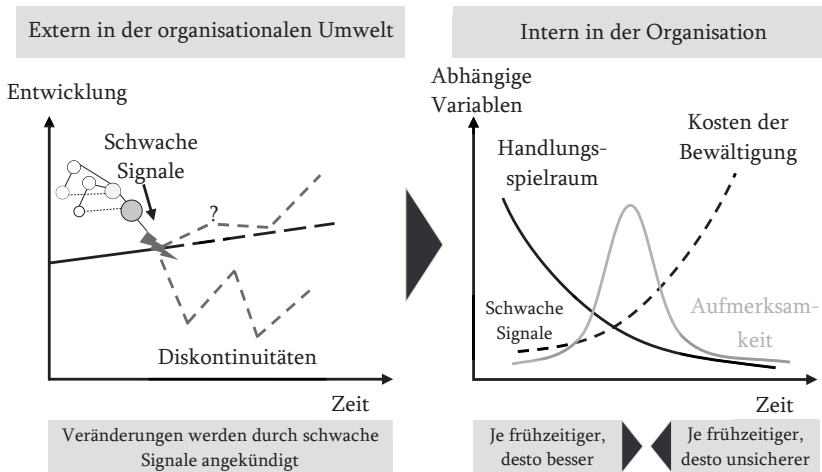 Extern in der organisationalen Umwelt
Entwicklung
Schwache
Signale
?
Diskontinuitäten
Zeit
Veränderungen werden durch schwache
Signale angekündigt
Intern in der Organisation
Abhängige
Variablen
Handlungs-
spielraum
Kosten der
Bewältigung
Schwache
Signale
Aufmerksam-
keit
Zeit
Je frühzeitiger,
desto besser
Je frühzeitiger,
desto unsicherer